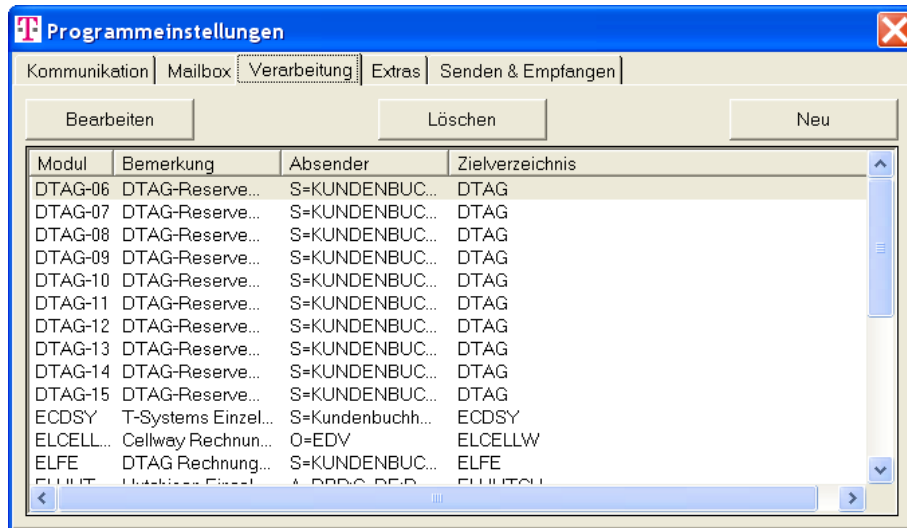 Programmeinstellungen
Kommunikation Mailbox Verarbeitung Extras Senden & Empfangen
Bearbeiten Löschen Neu
Modul Bemerkung Absender Zielverzeichnis
DTAG-06 DTAG-Reserve... S=KUNDENBUC... DTAG
DTAG-07 DTAG-Reserve... S=KUNDENBUC... DTAG
DTAG-08 DTAG-Reserve... S=KUNDENBUC... DTAG
DTAG-09 DTAG-Reserve... S=KUNDENBUC... DTAG
DTAG-10 DTAG-Reserve... S=KUNDENBUC... DTAG
DTAG-11 DTAG-Reserve... S=KUNDENBUC... DTAG
DTAG-12 DTAG-Reserve... S=KUNDENBUC... DTAG
DTAG-13 DTAG-Reserve... S=KUNDENBUC... DTAG
DTAG-14 DTAG-Reserve... S=KUNDENBUC... DTAG
DTAG-15 DTAG-Reserve... S=KUNDENBUC... DTAG
ECDSY T-Systems Einzel... S=Kundenbuchh... ECDSY
ELCELL... Cellway Rechnun... O=EDV ELCELLW
ELFE DTAG Rechnung... S=KUNDENBUC... ELFE